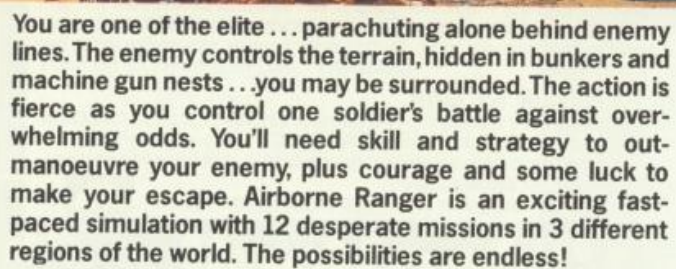 You are one of the elite ... parachuting alone behind enemy
lines. The enemy controls the terrain, hidden in bunkers and
machine gun nests ...you may be surrounded. The action is
fierce as you control one soldier's battle against over-
whelming odds. You'll need skill and strategy to out-
manoeuvre your enemy, plus courage and some luck to
make your escape. Airborne Ranger is an exciting fast-
paced simulation with 12 desperate missions in 3 different
regions of the world. The possibilities are endless!